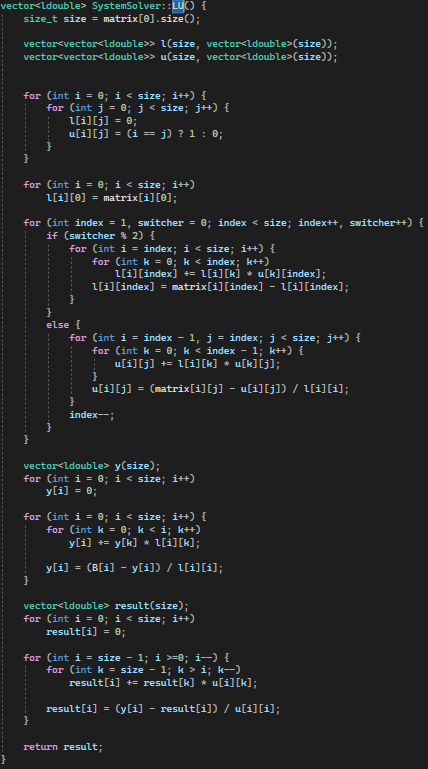 vector<ldouble> SystemSolver::LU() {
    size_t size = matrix[0].size();

    vector<vector<ldouble>> l(size, vector<ldouble>(size));
    vector<vector<ldouble>> u(size, vector<ldouble>(size));


    for (int i = 0; i < size; i++) {
        for (int j = 0; j < size; j++) {
            l[i][j] = 0;
            u[i][j] = (i == j) ? 1 : 0;
        }
    }

    for (int i = 0; i < size; i++)
        l[i][0] = matrix[i][0];

    for (int index = 1, switcher = 0; index < size; index++, switcher++) {
        if (switcher % 2) {
            for (int i = index; i < size; i++) {
                for (int k = 0; k < index; k++)
                    l[i][index] += l[i][k] * u[k][index];
                l[i][index] = matrix[i][index] - l[i][index];
            }
        }
        else {
            for (int i = index - 1, j = index; j < size; j++) {
                for (int k = 0; k < index - 1; k++) {
                    u[i][j] += l[i][k] * u[k][j];
                }
                u[i][j] = (matrix[i][j] - u[i][j]) / l[i][i];
            }
            index--;
        }
    }

    vector<ldouble> y(size);
    for (int i = 0; i < size; i++)
        y[i] = 0;

    for (int i = 0; i < size; i++) {
        for (int k = 0; k < i; k++)
            y[i] += y[k] * l[i][k];

        y[i] = (B[i] - y[i]) / l[i][i];
    }

    vector<ldouble> result(size);
    for (int i = 0; i < size; i++)
        result[i] = 0;

    for (int i = size - 1; i >=0; i--) {
        for (int k = size - 1; k > i; k--)
            result[i] += result[k] * u[i][k];

        result[i] = (y[i] - result[i]) / u[i][i];
    }

    return result;
}